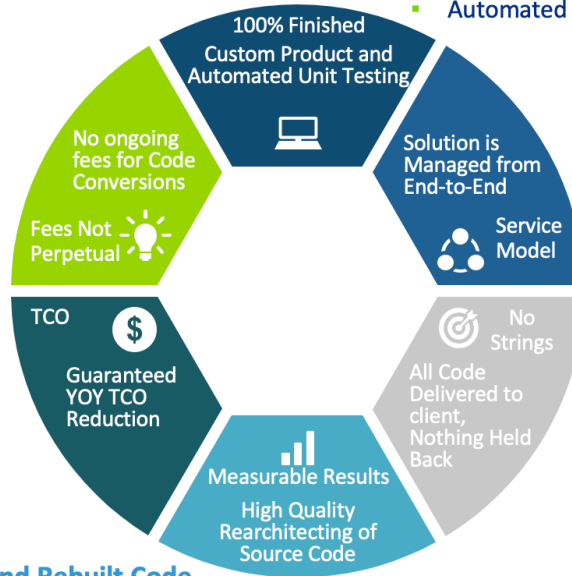 ▪ Automated
100% Finished
Custom Product and
Automated Unit Testing
No ongoing
fees for Code
Conversions
Fees Not
Perpetual
Solution is
Managed from
End-to-End
Service
Model
TCO
$
Guaranteed
YOY TCO
Reduction
No
Strings
All Code
Delivered to
client,
Nothing Held
Back
Measurable Results
High Quality
Rearchitecting of
Source Code
nd Rebuilt Code